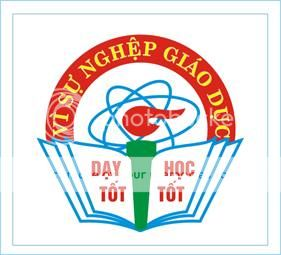 VÌ SỰ NGHIỆP GIÁO DỤC
DẠY HỌC
TỐT TỐT